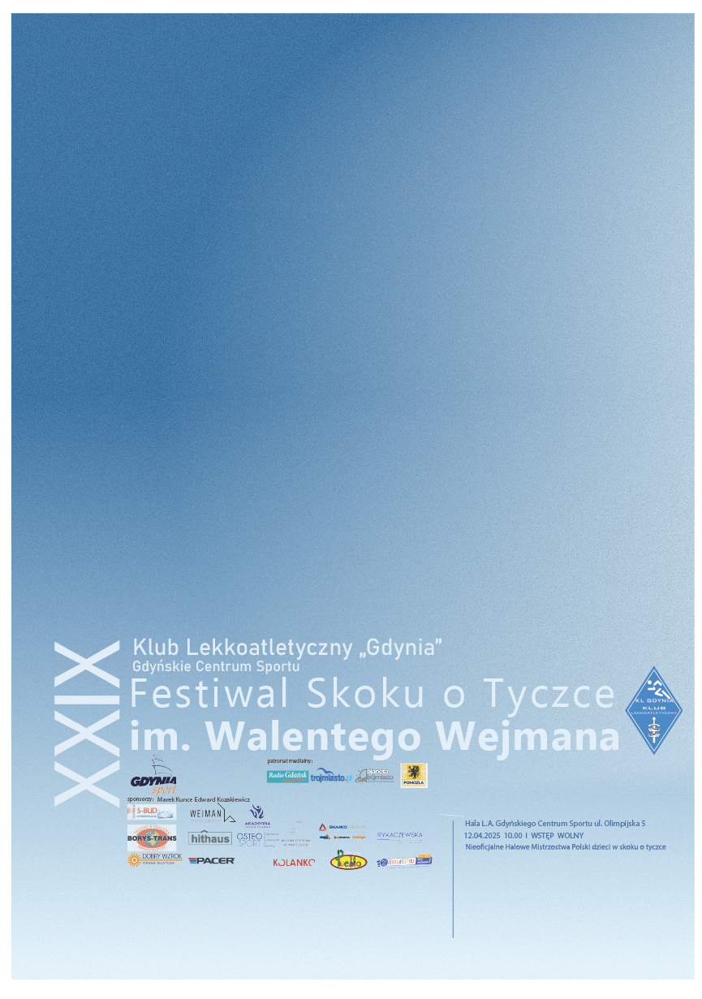 XXIX
Klub Lekkoatletyczny „Gdynia”
Gdyńskie Centrum Sportu
Festiwal Skoku o Tyczce
im. Walentego Wejmana
KL GDYNIA
KLUB
LEKKOATLETYCZNY
GDYNIA
sport
patronat medialny:
Radio Gdańsk
trojmiasto.pl
planeta
trójmiasto
POMOZLA
sponsorzy: Marek Kunce Edward Kozakiewicz
S-BUD
WEJMAN
AKADEMIA
BORYS-TRANS
hithaus
OSTEO
SPORT
RYKACZEWSKA
DOBRY WZROK
PACER
KOLANKO
Hala L.A. Gdyńskiego Centrum Sportu ul. Olimpijska 5
12.04.2025 10.00 I WSTĘP WOLNY
Nieoficjalne Halowe Mistrzostwa Polski dzieci w skoku o tyczce